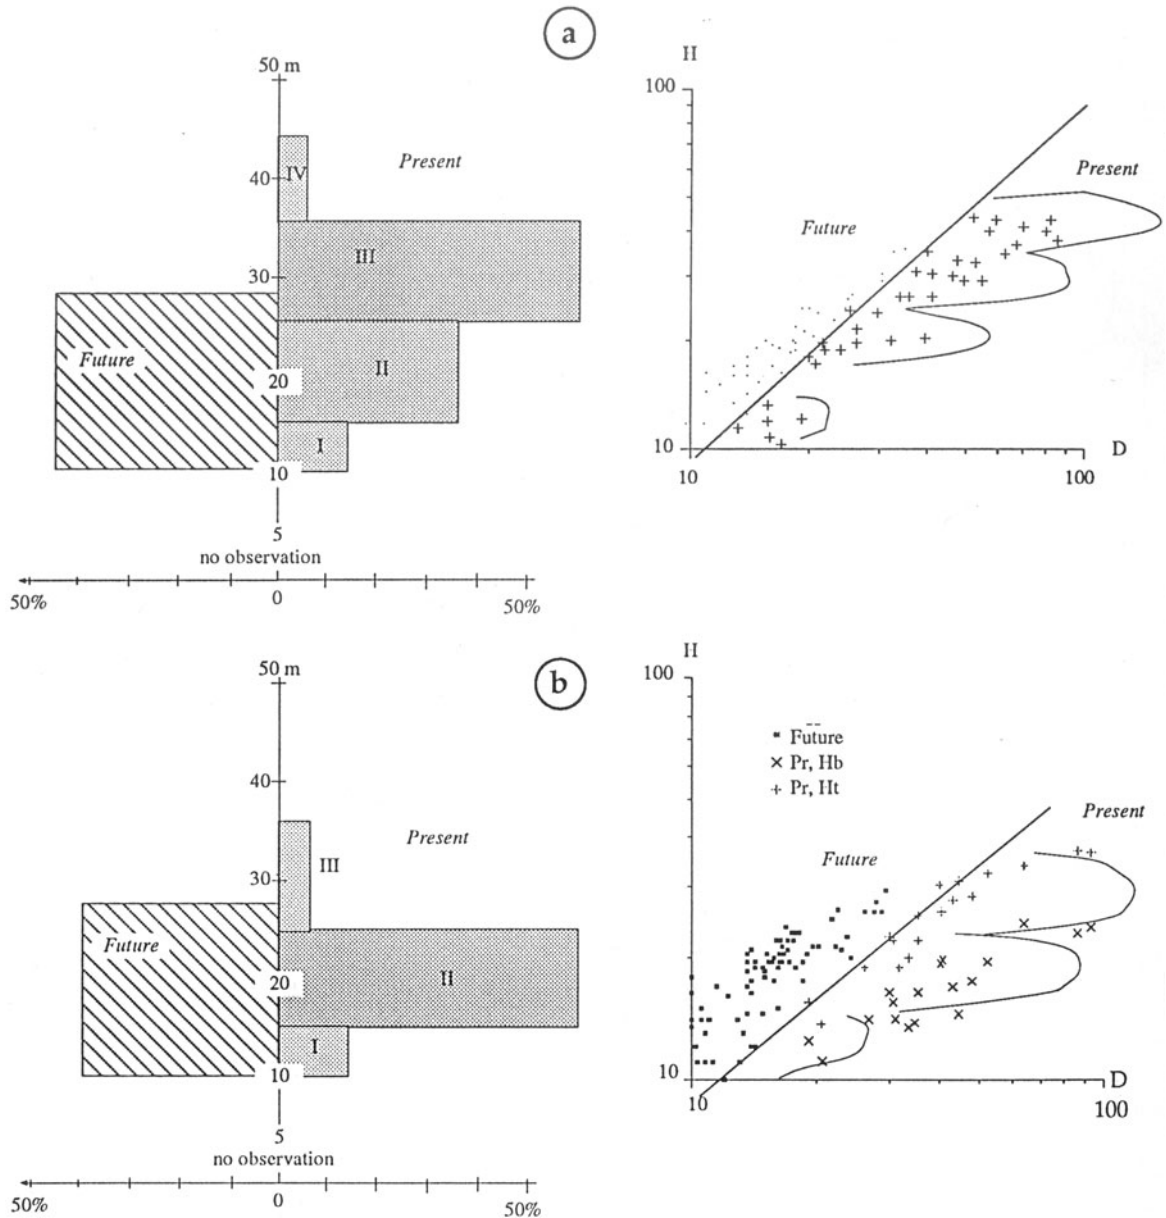 a
50 m
IV
40
Present
III
30
Future
20
II
I
10
5
no observation
50%
0
50%
H
100
Present
Future
10
D
10
100
b
50 m
40
Present
III
30
Future
20
II
I
10
5
no observation
50%
0
50%
H
100
Future
Pr, Hb
Pr, Ht
Present
Future
10
D
10
100